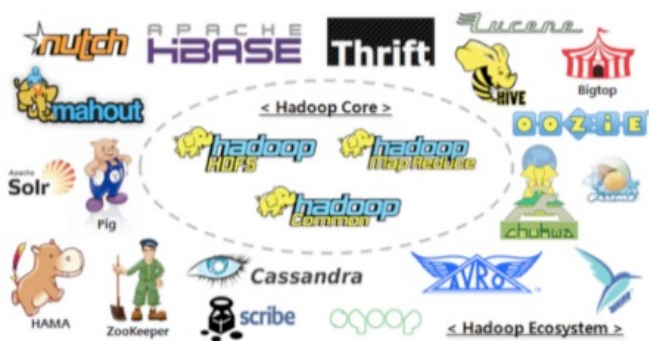 nutch
APACHE
HBASE
Thrift
Lucene
HIVE
Bigtop
mahout
< Hadoop Core >
OOZIE
hadoop
HDFS
hadoop
Map Reduce
Apache
Solr
Pig
hadoop
Common
chukwa
FLUME
HAMA
ZooKeeper
Cassandra
scribe
sqoop
AVRO
< Hadoop Ecosystem >